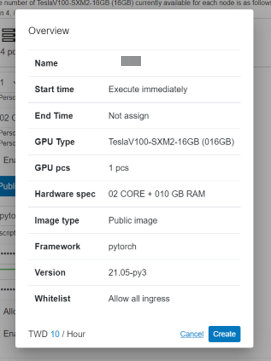 e number of TeslaV100-SXM2-16GB (16GB) currently available for each node is as follows
Overview
Name
Start time Execute immediately
End Time Not assign
GPU Type TeslaV100-SXM2-16GB (016GB)
GPU pcs 1 pcs
Hardware spec 02 CORE + 010 GB RAM
Image type Public image
Framework pytorch
Version 21.05-py3
Whitelist Allow all ingress
TWD 10 / Hour Cancel Create